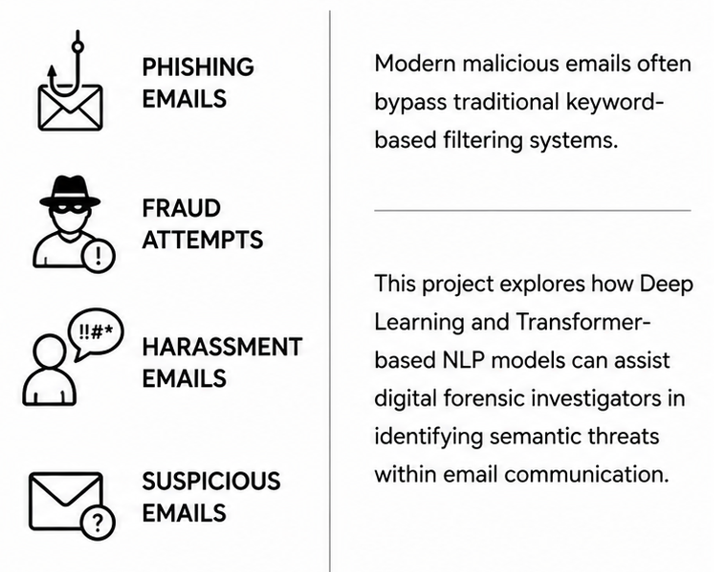 PHISHING
EMAILS
FRAUD
ATTEMPTS
!
!!#*
HARASSMENT
EMAILS
SUSPICIOUS
EMAILS
?
Modern malicious emails often
bypass traditional keyword-
based filtering systems.
This project explores how Deep
Learning and Transformer-
based NLP models can assist
digital forensic investigators in
identifying semantic threats
within email communication.